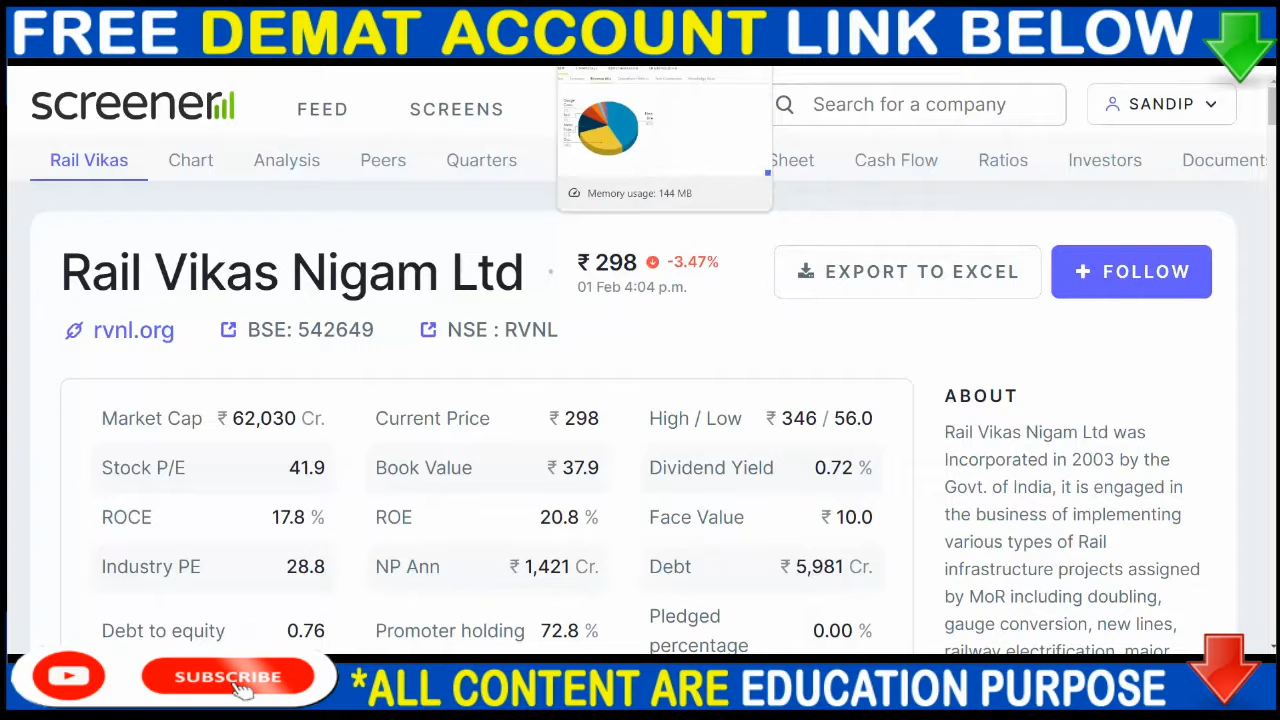 FREE DEMAT ACCOUNT LINK BELOW
screener
FEED
SCREENS
Search for a company
SANDIP
Rail Vikas
Chart
Analysis
Peers
Quarters
Sheet
Cash Flow
Ratios
Investors
Document
Memory usage: 144 MB
Rail Vikas Nigam Ltd
₹ 298 -3.47%
01 Feb 4:04 p.m.
EXPORT TO EXCEL
+ FOLLOW
rvnl.org
BSE: 542649
NSE : RVNL
Market Cap ₹ 62,030 Cr.
Current Price ₹ 298
High / Low ₹ 346 / 56.0
Stock P/E 41.9
Book Value ₹ 37.9
Dividend Yield 0.72 %
ROCE 17.8 %
ROE 20.8 %
Face Value ₹ 10.0
Industry PE 28.8
NP Ann ₹ 1,421 Cr.
Debt ₹ 5,981 Cr.
Debt to equity 0.76
Promoter holding 72.8 %
Pledged
percentage 0.00 %
ABOUT
Rail Vikas Nigam Ltd was
Incorporated in 2003 by the
Govt. of India, it is engaged in
the business of implementing
various types of Rail
infrastructure projects assigned
by MoR including doubling,
gauge conversion, new lines,
railway electrification, major
SUBSCRIBE
*ALL CONTENT ARE EDUCATION PURPOSE